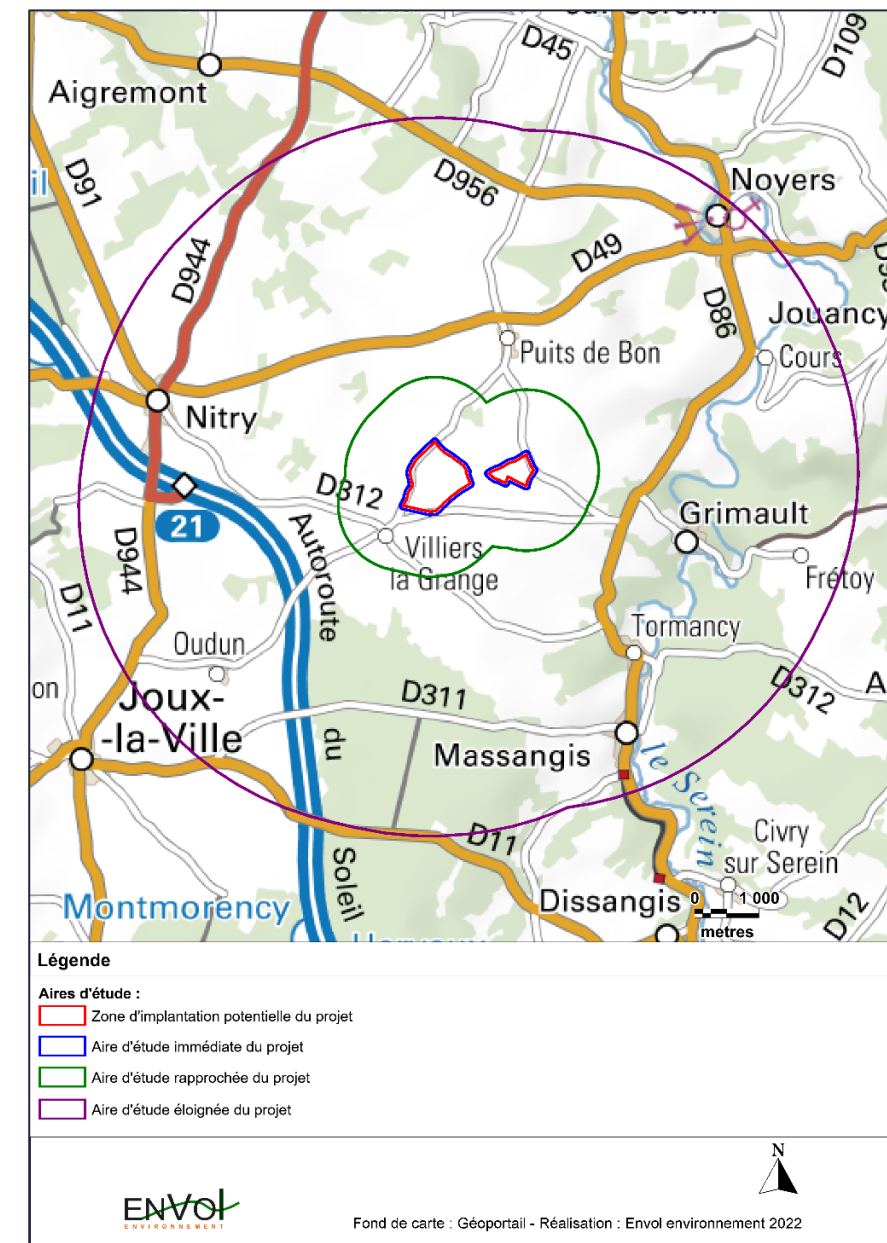 D45
D109
Aigremont
il
D91
D956
Noyers
D944
D49
D86
Jouancy
Puits de Bon
Cours
Nitry
D312
21
Autoroute
Grimault
Villiers
la Grange
D944
Frétoy
D11
Oudun
Tormancy
on
D312
A
Joux-
-la-Ville
D311
du
Massangis
le Serein
Soleil
D11
Civry
sur Serein
Montmorency
Dissangis
0 1 000
metres
D12
Légende
Aires d'étude :
Zone d'implantation potentielle du projet
Aire d'étude immédiate du projet
Aire d'étude rapprochée du projet
Aire d'étude éloignée du projet
N
ENVOl
ENVIRONNEMENT
Fond de carte : Géoportail - Réalisation : Envol environnement 2022